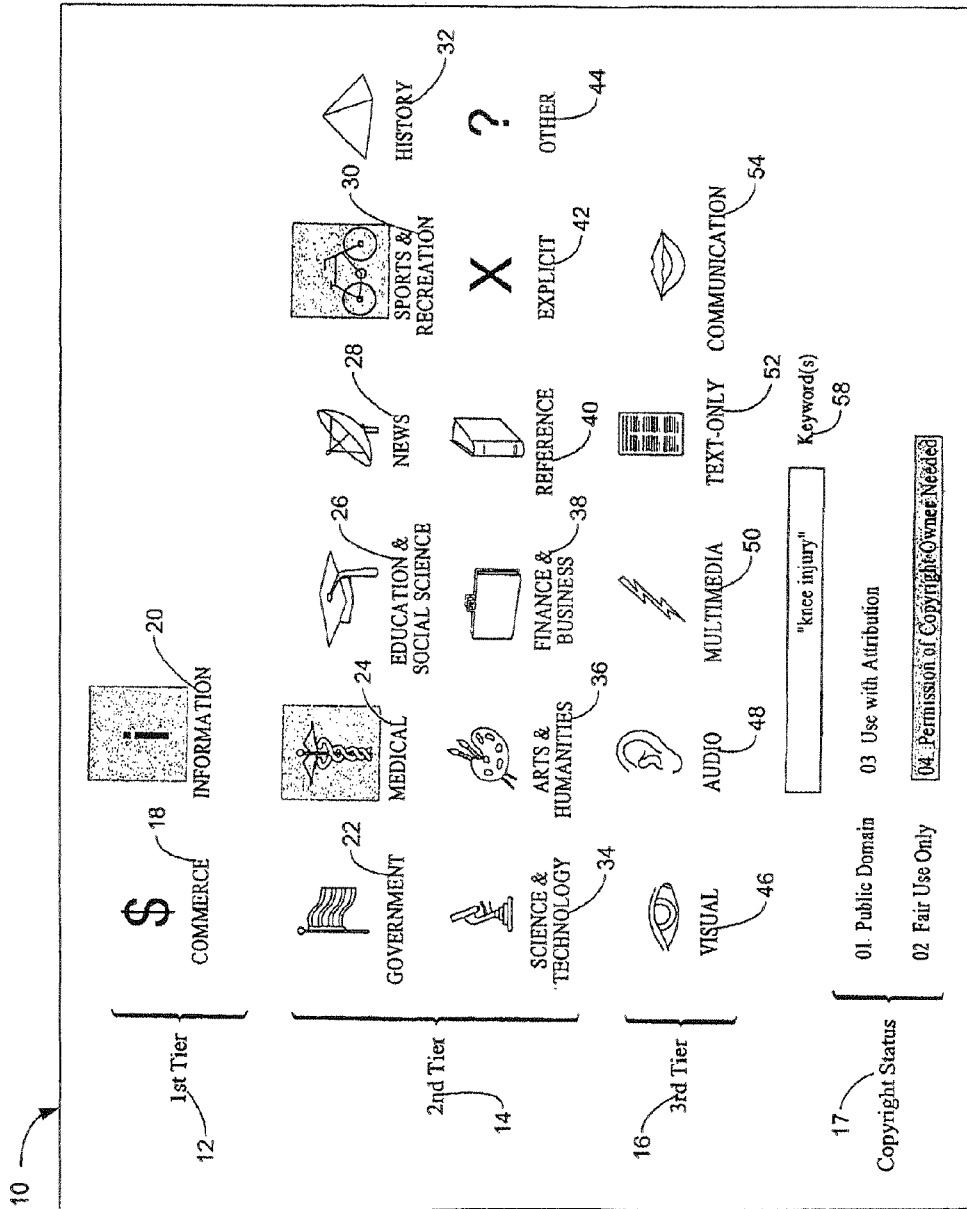 10
1st Tier
12
$
COMMERCE
18
i
INFORMATION
20
2nd Tier
14
GOVERNMENT
22
MEDICAL
24
EDUCATION &
SOCIAL SCIENCE
26
NEWS
28
SPORTS &
RECREATION
30
HISTORY
32
SCIENCE &
TECHNOLOGY
34
ARTS &
HUMANITIES
36
FINANCE &
BUSINESS
38
REFERENCE
40
X
EXPLICIT
42
?
OTHER
44
3rd Tier
16
VISUAL
46
AUDIO
48
MULTIMEDIA
50
TEXT-ONLY
52
COMMUNICATION
54
"knee injury"
Keyword(s)
58
17
Copyright Status
01. Public Domain
03 Use with Attribution
02 Fair Use Only
04. Permission of Copyright Owner Needed